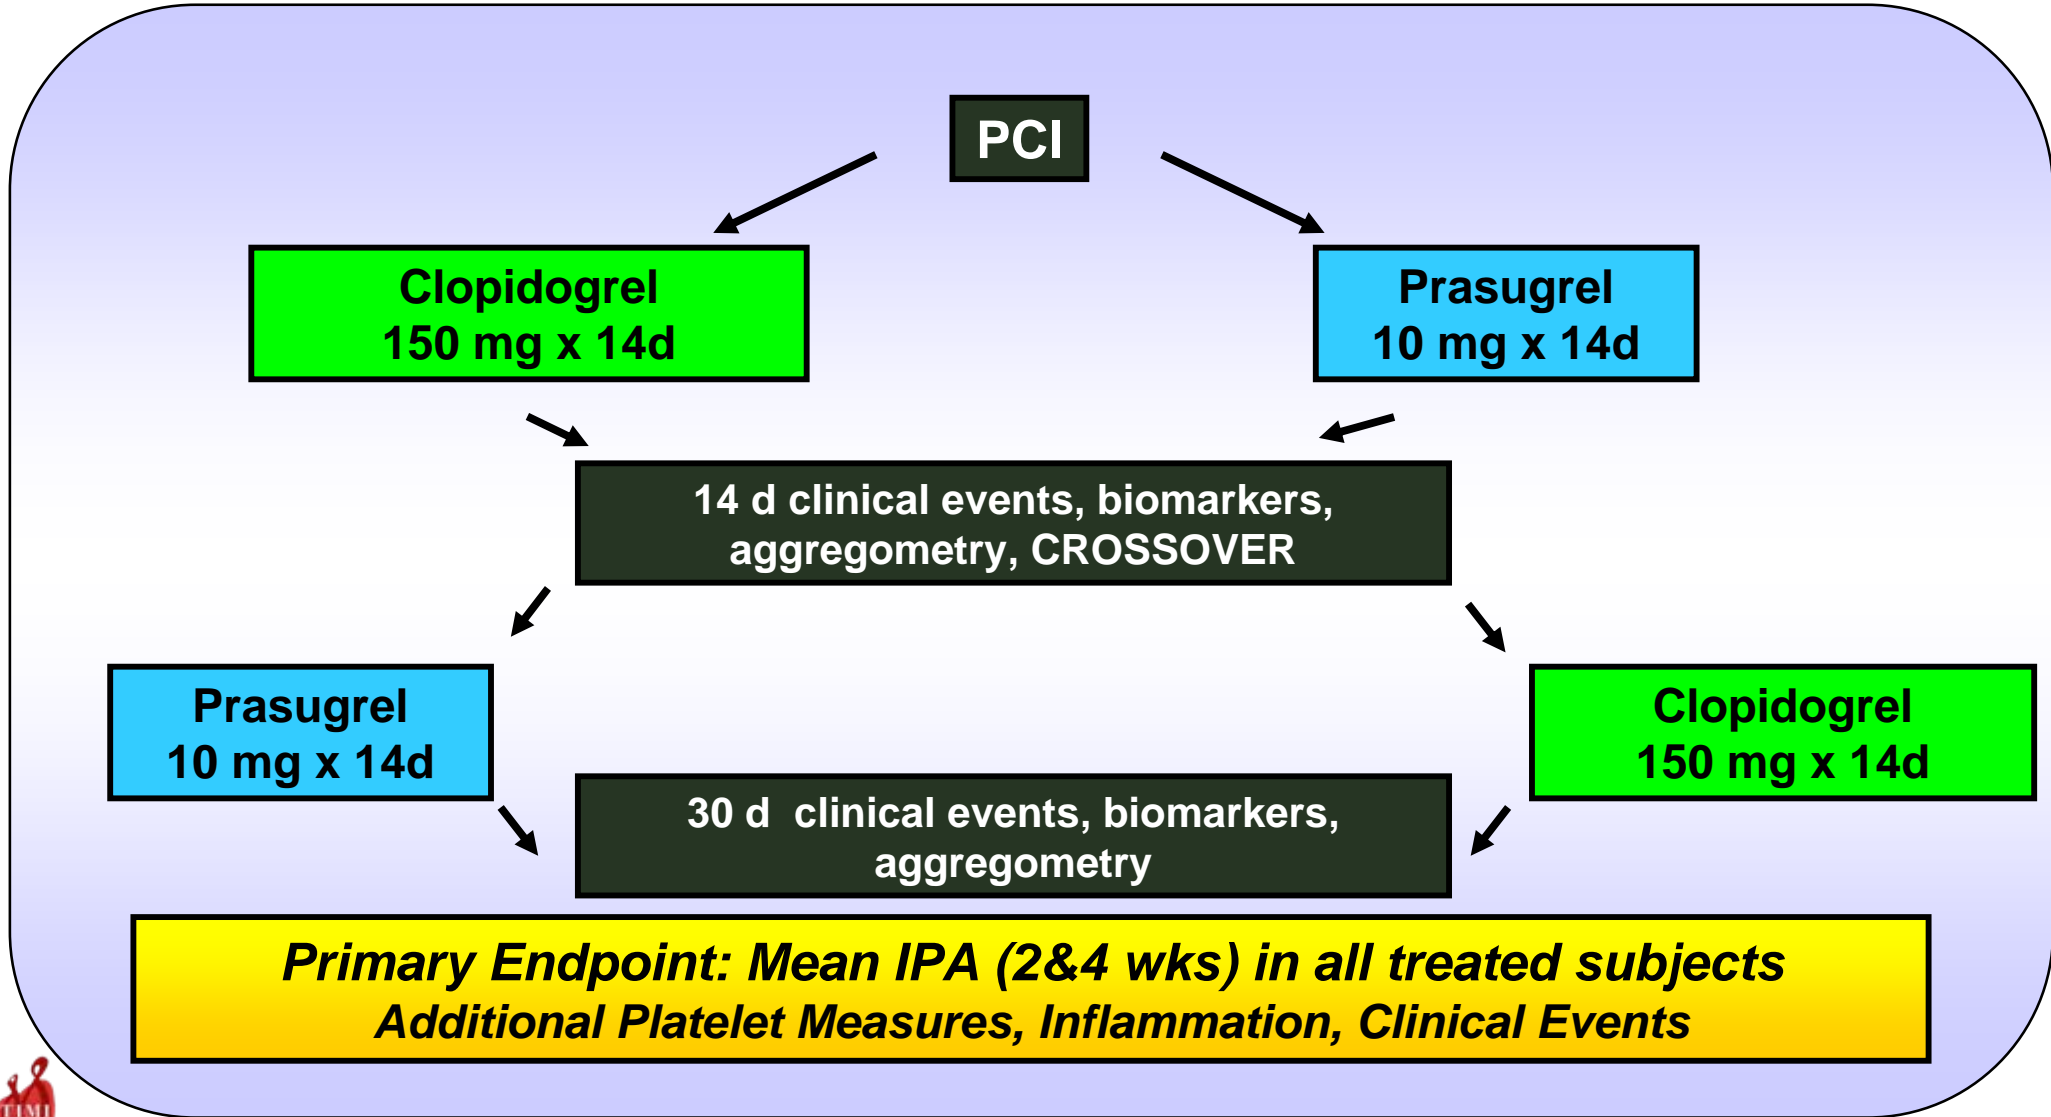 PCI
Clopidogrel
150 mg x 14d
Prasugrel
10 mg x 14d
14 d clinical events, biomarkers,
aggregometry, CROSSOVER
Prasugrel
10 mg x 14d
Clopidogrel
150 mg x 14d
30 d  clinical events, biomarkers,
aggregometry
Primary Endpoint: Mean IPA (2&4 wks) in all treated subjects
Additional Platelet Measures, Inflammation, Clinical Events
TIMI